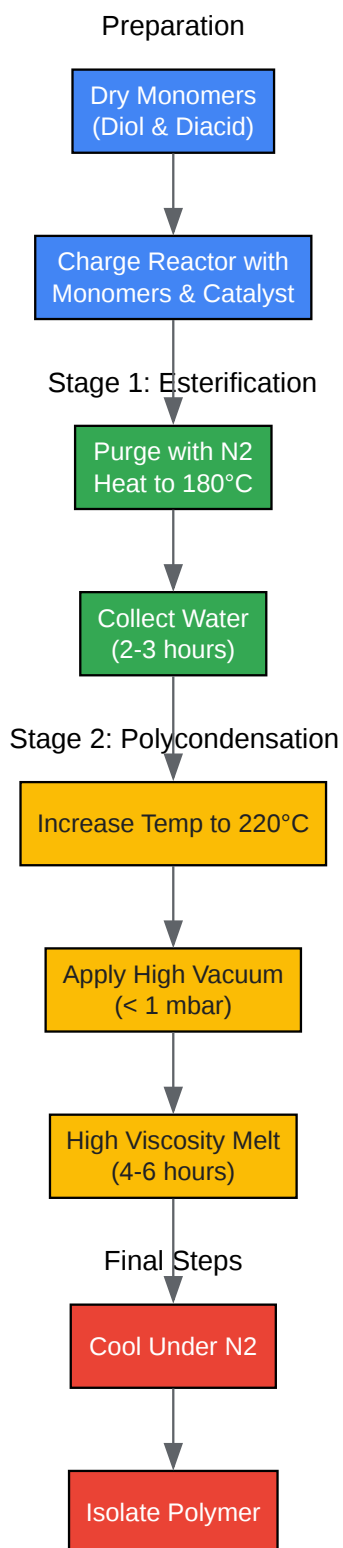 Preparation
Dry Monomers
(Diol & Diacid)
Charge Reactor with
Monomers & Catalyst
Stage 1: Esterification
Purge with N2
Heat to 180°C
Collect Water
(2-3 hours)
Stage 2: Polycondensation
Increase Temp to 220°C
Apply High Vacuum
(< 1 mbar)
High Viscosity Melt
(4-6 hours)
Final Steps
Cool Under N2
Isolate Polymer